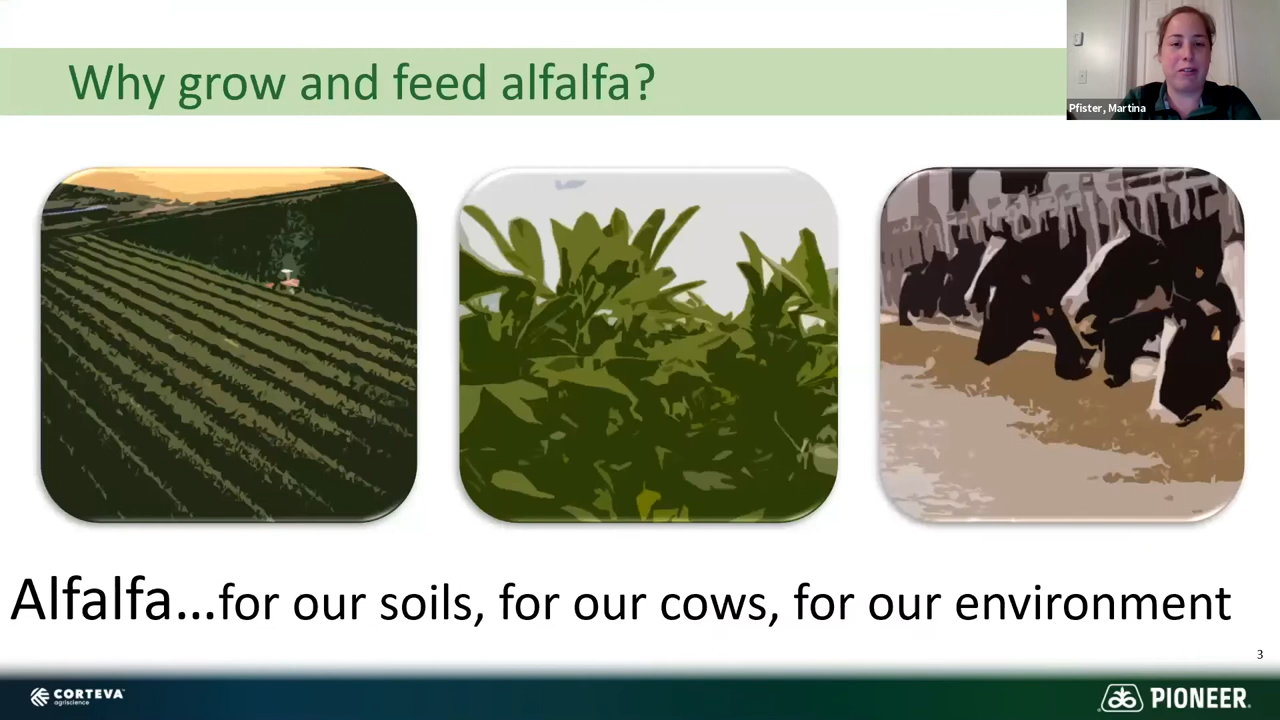 Why grow and feed alfalfa?
Pfister, Martina
Alfalfa...for our soils, for our cows, for our environment
3
CORTEVA
agriscience
PIONEER